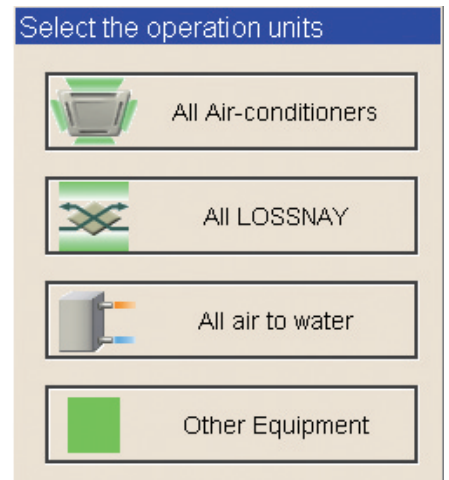 Select the operation units
All Air-conditioners
All LOSSNAY
All air to water
Other Equipment